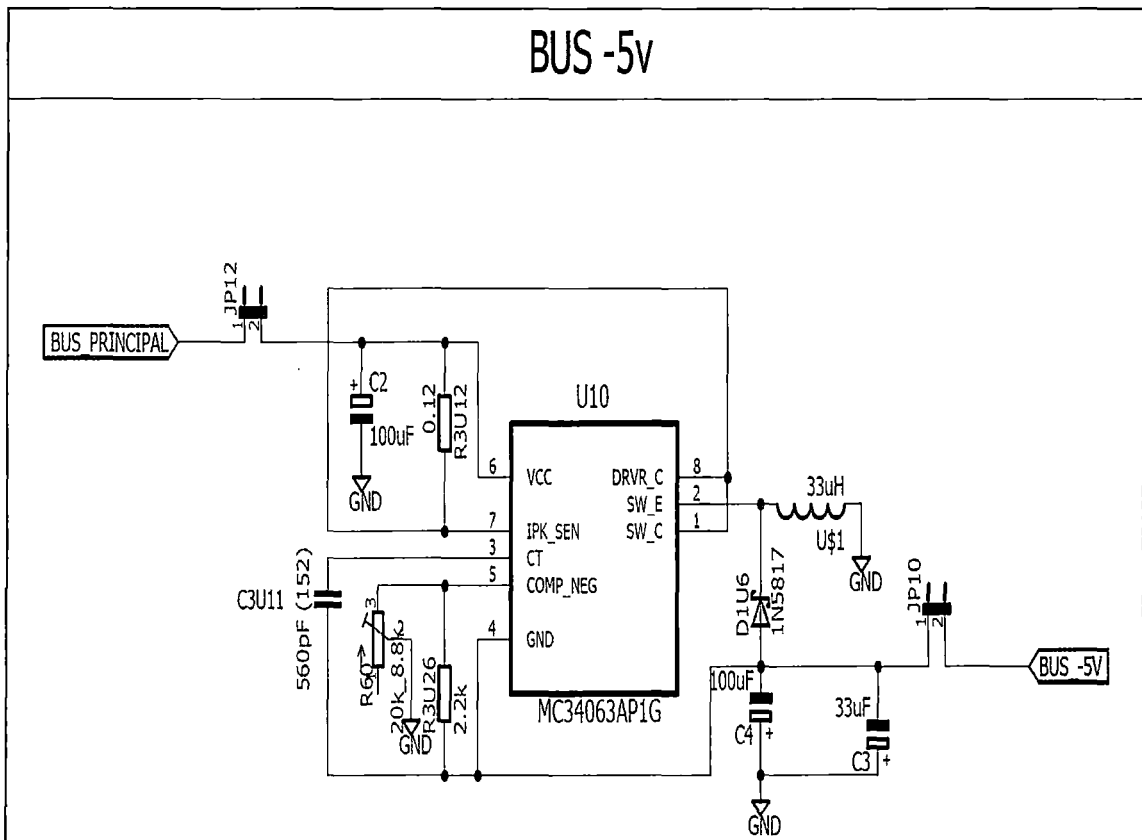 BUS -5v
JP12
1
2
BUS PRINCIPAL
+
C2
100uF
GND
0.12
R3U12
U10
6
VCC
7
IPK_SEN
3
CT
5
COMP_NEG
4
GND
DRVR_C
8
SW_E
2
SW_C
1
MC34063AP1G
33uH
U$1
GND
D1U6
1N5817
JP10
1
2
BUS -5V
C3U11
560pF (152)
3
20k_8.8k
GND
R3U26
2.2k
100uF
C4
+
33uF
C3
+
GND